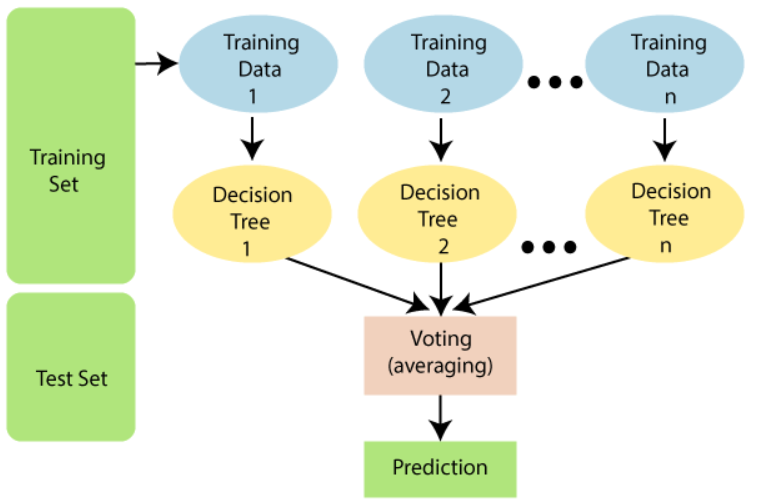 Training
Set
Training
Data
1
Training
Data
2
Training
Data
n
Decision
Tree
1
Decision
Tree
2
Decision
Tree
n
Test Set
Voting
(averaging)
Prediction